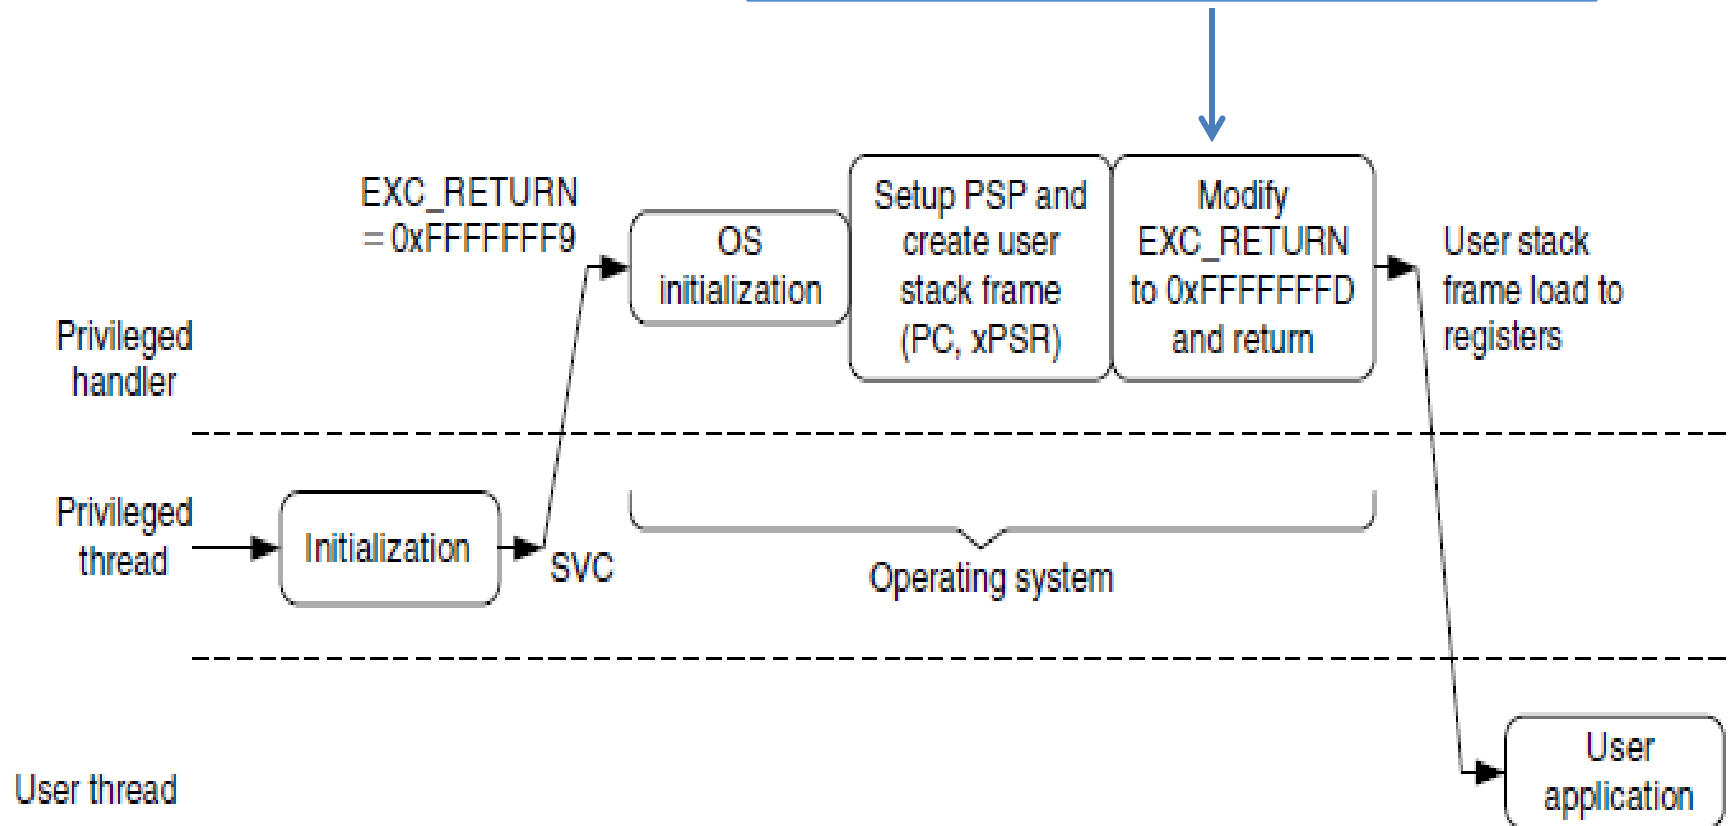 EXC_RETURN
= 0xFFFFFFF9
OS
initialization
Setup PSP and
create user
stack frame
(PC, xPSR)
Modify
EXC_RETURN
to 0xFFFFFFFD
and return
User stack
frame load to
registers
Privileged
handler
Privileged
thread
Initialization
SVC
Operating system
User thread
User
application